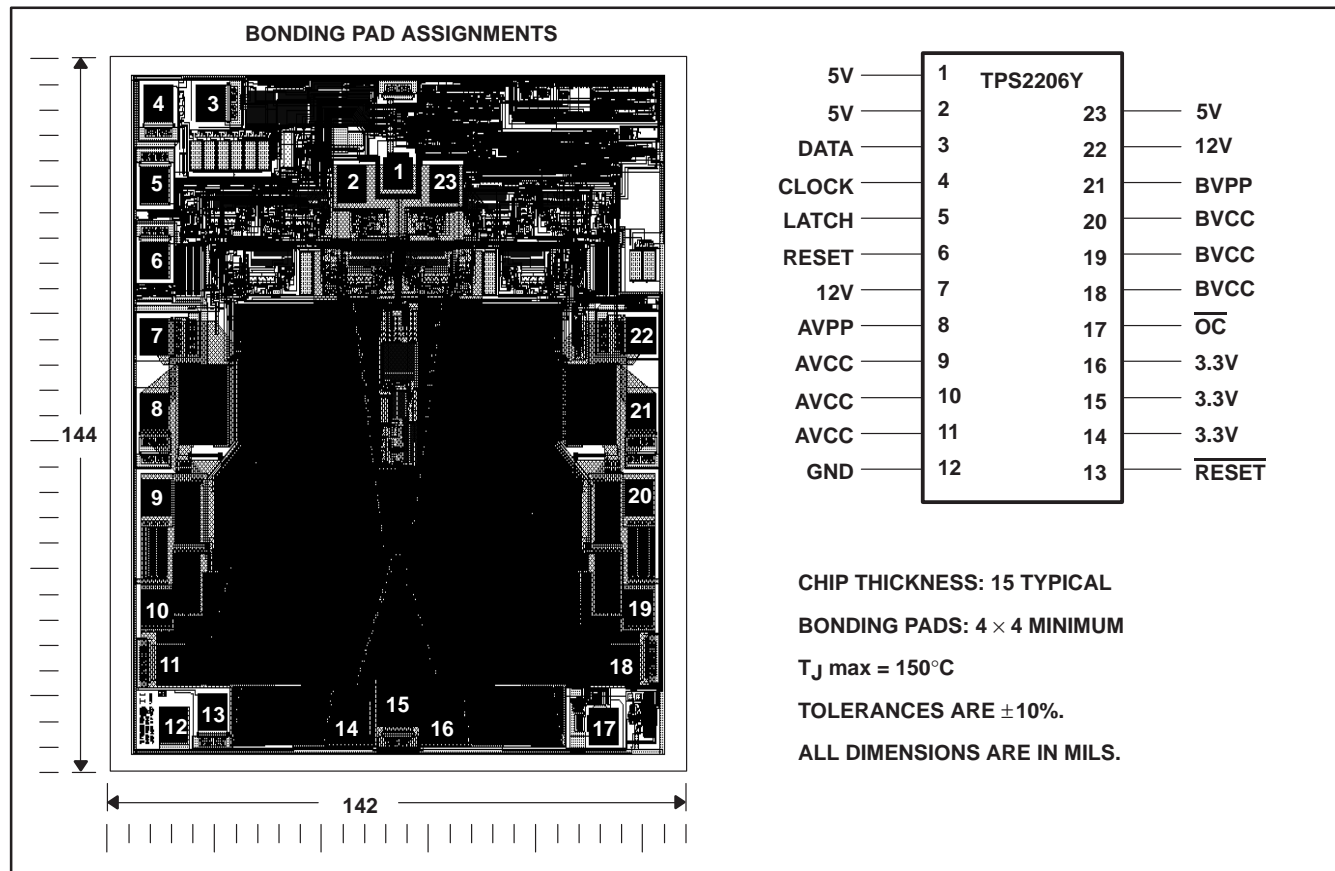 BONDING PAD ASSIGNMENTS
4
3
5
2
1
23
6
7
22
8
21
9
20
10
19
11
18
12
13
14
15
16
17
144
142
TPS2206Y
5V 1
5V 2
DATA 3
CLOCK 4
LATCH 5
RESET 6
12V 7
AVPP 8
AVCC 9
AVCC 10
AVCC 11
GND 12
23 5V
22 12V
21 BVPP
20 BVCC
19 BVCC
18 BVCC
17 O̅C̅
16 3.3V
15 3.3V
14 3.3V
13 R̅E̅S̅E̅T̅
CHIP THICKNESS: 15 TYPICAL
BONDING PADS: 4 × 4 MINIMUM
TJ max = 150°C
TOLERANCES ARE ±10%.
ALL DIMENSIONS ARE IN MILS.